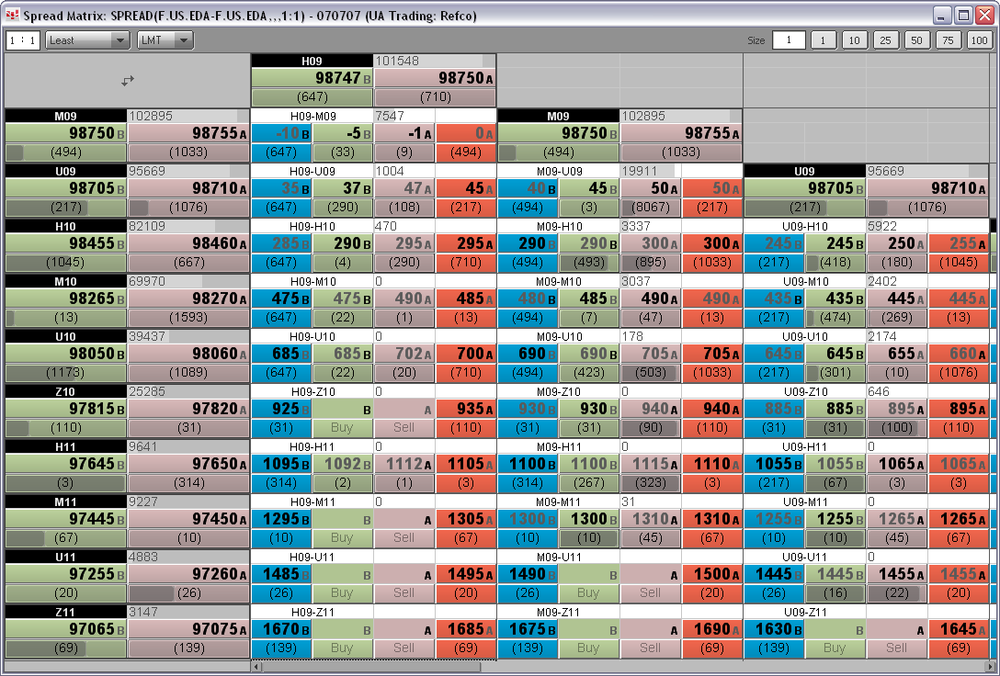 Spread Matrix: SPREAD(F.US.EDA-F.US.EDA,,,1:1) - 070707 (UA Trading: Refco)
1 : 1 Least LMT Size 1 1 10 25 50 75 100
H09 101548
98747 B 98750 A
(647) (710)
M09 102895 H09-M09 7547 M09 102895
98750 B 98755 A -10 B -5 B -1 A 0 A 98750 B 98755 A
(494) (1033) (647) (33) (9) (494) (494) (1033)
U09 95669 H09-U09 1004 M09-U09 19911 U09 95669
98705 B 98710 A 35 B 37 B 47 A 45 A 40 B 45 B 50 A 50 A 98705 B 98710 A
(217) (1076) (647) (290) (108) (217) (494) (3) (8067) (217) (217) (1076)
H10 82109 H09-H10 470 M09-H10 3337 U09-H10 5922
98455 B 98460 A 285 B 290 B 295 A 295 A 290 B 290 B 300 A 300 A 245 B 245 B 250 A 255 A
(1045) (667) (647) (4) (290) (710) (494) (493) (895) (1033) (217) (418) (180) (1045)
M10 69970 H09-M10 0 M09-M10 3037 U09-M10 2402
98265 B 98270 A 475 B 475 B 490 A 485 A 480 B 485 B 490 A 490 A 435 B 435 B 445 A 445 A
(13) (1593) (647) (22) (1) (13) (494) (7) (47) (13) (217) (474) (269) (13)
U10 39437 H09-U10 0 M09-U10 178 U09-U10 2174
98050 B 98060 A 685 B 685 B 702 A 700 A 690 B 690 B 705 A 705 A 645 B 645 B 655 A 660 A
(1173) (1089) (647) (22) (20) (710) (494) (423) (503) (1033) (217) (301) (10) (1076)
Z10 25285 H09-Z10 0 M09-Z10 0 U09-Z10 646
97815 B 97820 A 925 B B A 935 A 930 B 930 B 940 A 940 A 885 B 885 B 895 A 895 A
(110) (31) (31) Buy Sell (110) (31) (31) (90) (110) (31) (31) (100) (110)
H11 9641 H09-H11 0 M09-H11 0 U09-H11 0
97645 B 97650 A 1095 B 1092 B 1112 A 1105 A 1100 B 1100 B 1115 A 1110 A 1055 B 1055 B 1065 A 1065 A
(3) (314) (314) (2) (1) (3) (314) (267) (323) (3) (217) (67) (3) (3)
M11 9227 H09-M11 0 M09-M11 31 U09-M11 0
97445 B 97450 A 1295 B B A 1305 A 1300 B 1300 B 1310 A 1310 A 1255 B 1255 B 1265 A 1265 A
(67) (10) (10) Buy Sell (67) (10) (10) (45) (67) (10) (10) (45) (67)
U11 4883 H09-U11 M09-U11 U09-U11 0
97255 B 97260 A 1485 B B A 1495 A 1490 B B A 1500 A 1445 B 1445 B 1455 A 1455 A
(20) (26) (26) Buy Sell (20) (26) Buy Sell (20) (26) (16) (22) (20)
Z11 3147 H09-Z11 M09-Z11 U09-Z11
97065 B 97075 A 1670 B B A 1685 A 1675 B B A 1690 A 1630 B B A 1645 A
(69) (139) (139) Buy Sell (69) (139) Buy Sell (69) (139) Buy Sell (69)